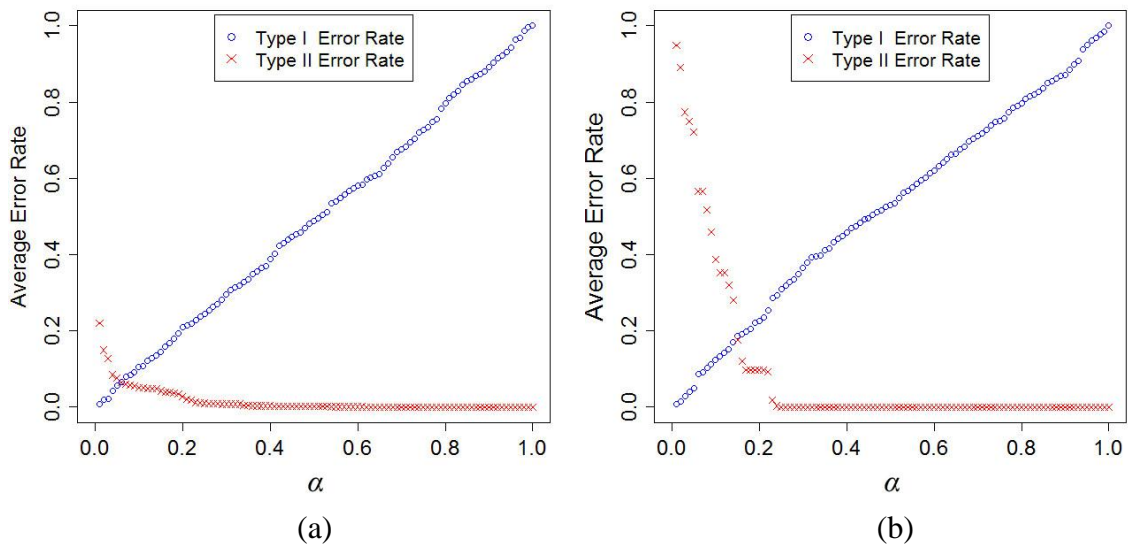 Type I Error Rate
Type II Error Rate
Average Error Rate
1.0
0.8
0.6
0.4
0.2
0.0
0.0 0.2 0.4 0.6 0.8 1.0
α
(a)
Type I Error Rate
Type II Error Rate
Average Error Rate
1.0
0.8
0.6
0.4
0.2
0.0
0.0 0.2 0.4 0.6 0.8 1.0
α
(b)